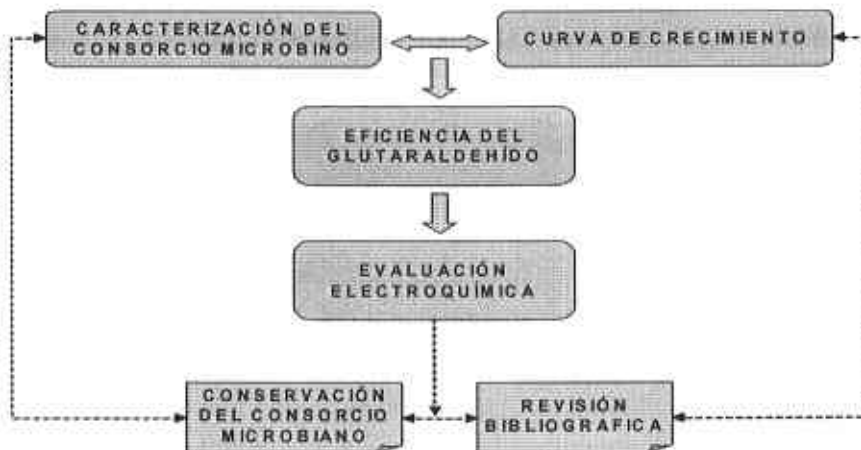 CARACTERIZACIÓN DEL
CONSORCIO MICROBINO
CURVA DE CRECIMIENTO
EFICIENCIA DEL
GLUTARALDEHÍDO
EVALUACIÓN
ELECTROQUÍMICA
CONSERVACIÓN
DEL CONSORCIO
MICROBIANO
REVISIÓN
BIBLIOGRAFICA